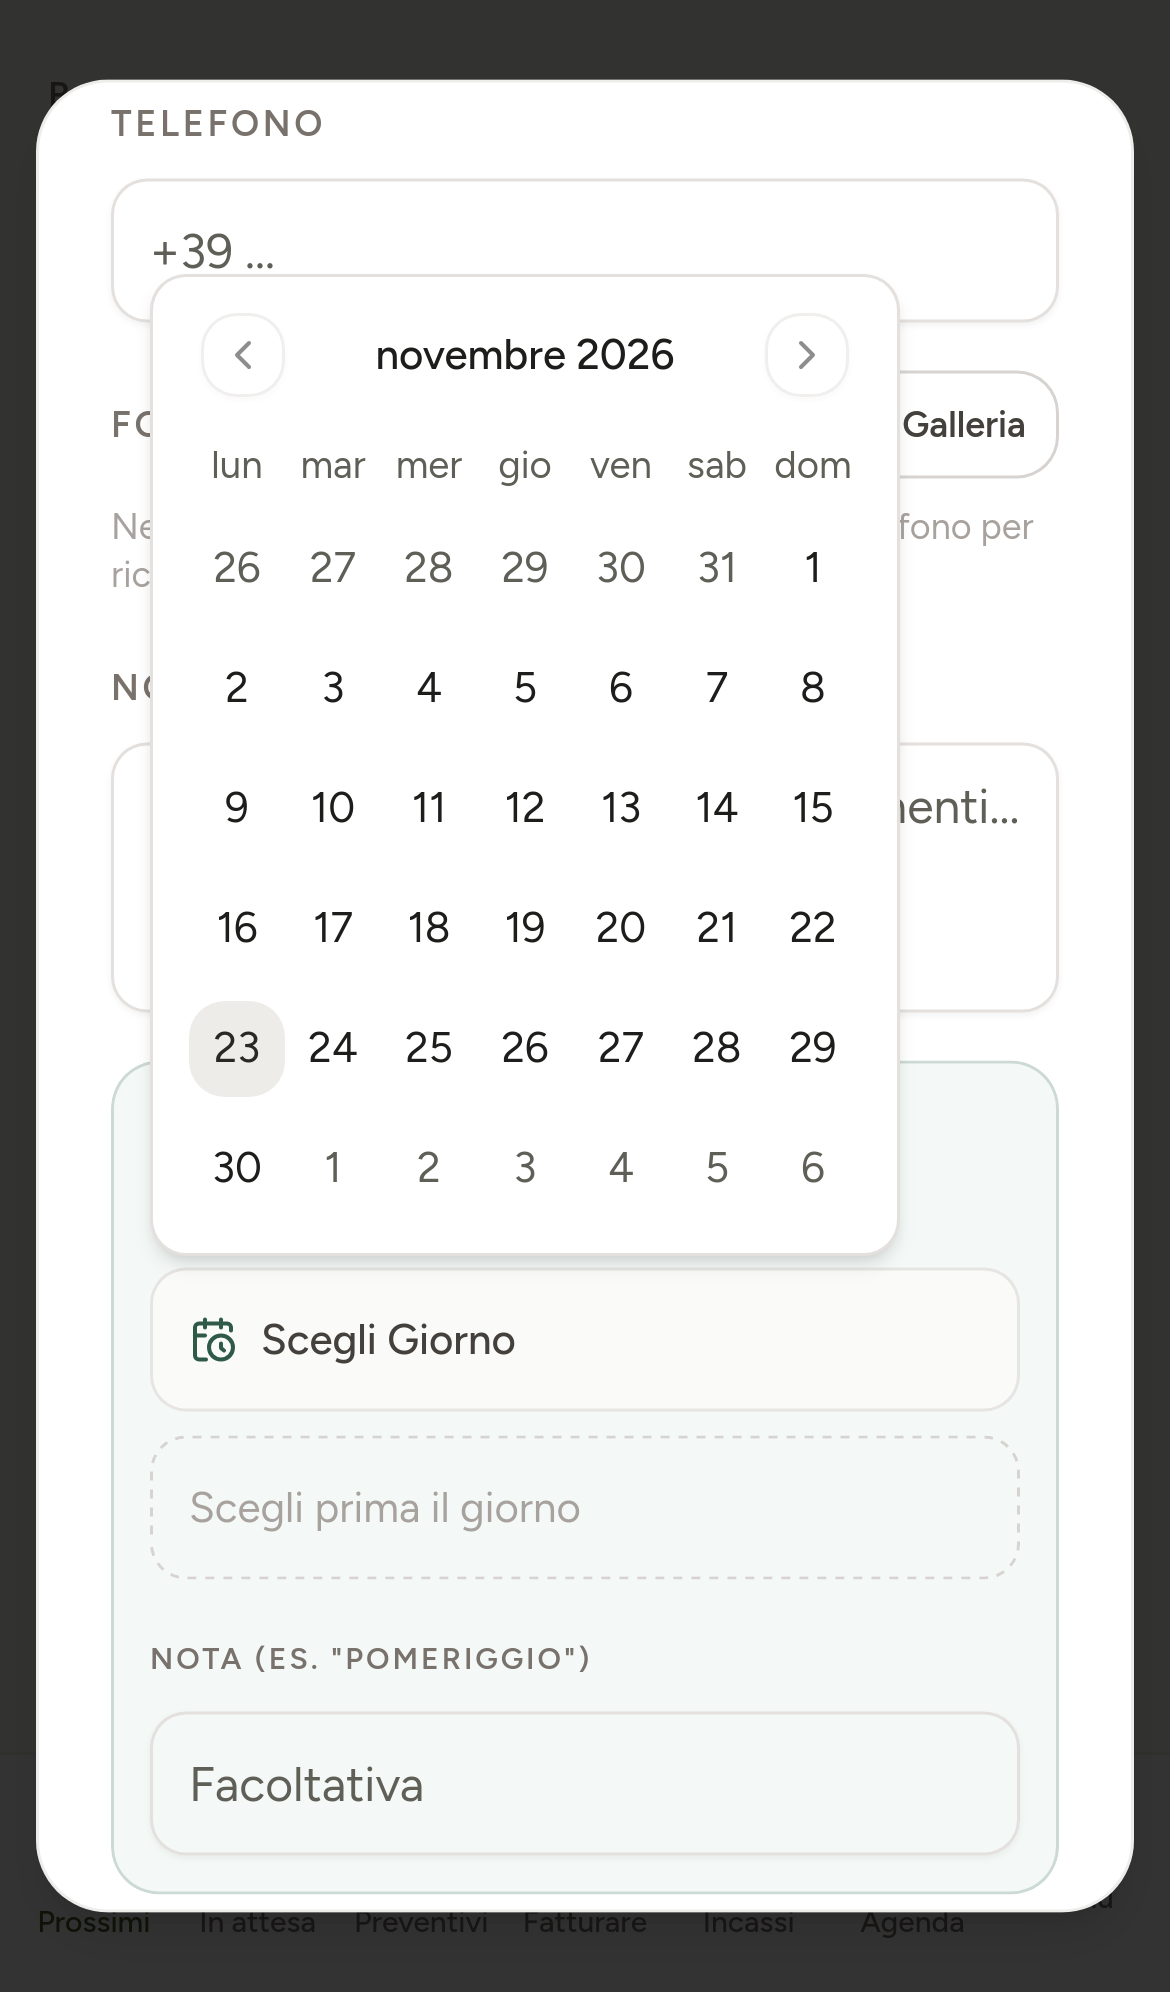 TELEFONO
+39 ...
novembre 2026
Galleria
lun mar mer gio ven sab dom
26 27 28 29 30 31 1
fono per
2 3 4 5 6 7 8
9 10 11 12 13 14 15
16 17 18 19 20 21 22
23 24 25 26 27 28 29
30 1 2 3 4 5 6
Scegli Giorno
Scegli prima il giorno
NOTA (ES. "POMERIGGIO")
Facoltativa
Prossimi In attesa Preventivi Fatturare Incassi Agenda